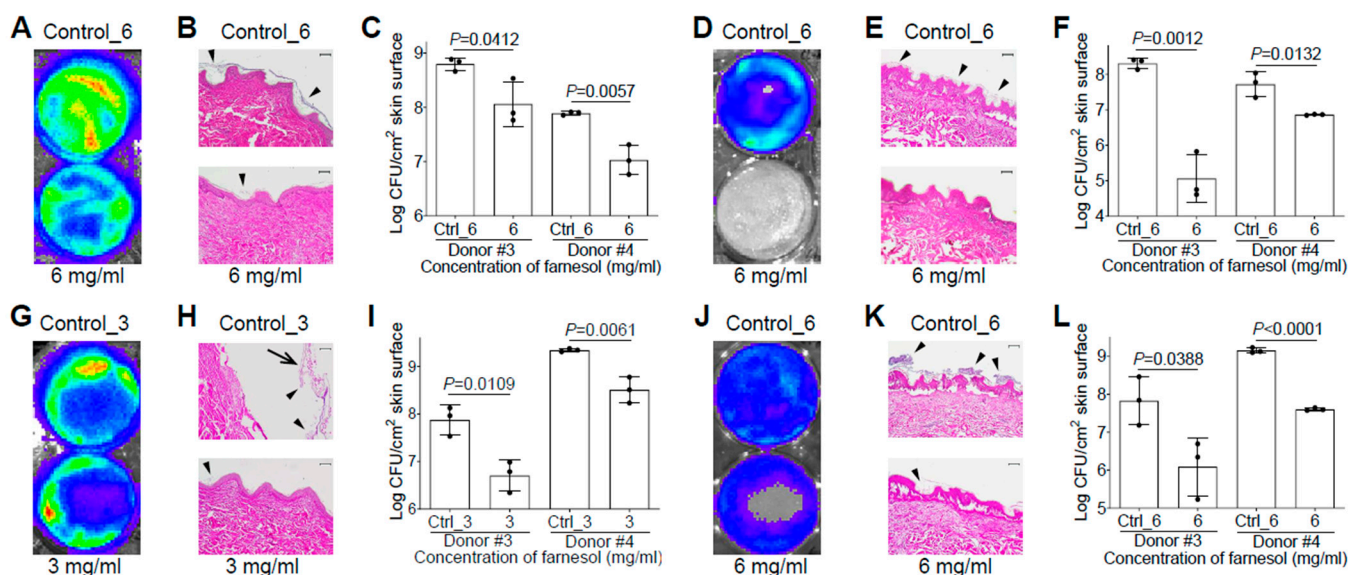 A Control_6
6 mg/ml
B Control_6
6 mg/ml
C
Log CFU/cm² skin surface
9
8
7
6
P=0.0412
P=0.0057
Ctrl_6 6 Ctrl_6 6
Donor #3 Donor #4
Concentration of farnesol (mg/ml)
D Control_6
6 mg/ml
E Control_6
6 mg/ml
F
Log CFU/cm² skin surface
8
7
6
5
4
P=0.0012
P=0.0132
Ctrl_6 6 Ctrl_6 6
Donor #3 Donor #4
Concentration of farnesol (mg/ml)
G Control_3
3 mg/ml
H Control_3
3 mg/ml
I
Log CFU/cm² skin surface
9
8
7
6
P=0.0109
P=0.0061
Ctrl_3 3 Ctrl_3 3
Donor #3 Donor #4
Concentration of farnesol (mg/ml)
J Control_6
6 mg/ml
K Control_6
6 mg/ml
L
Log CFU/cm² skin surface
9
8
7
6
5
P=0.0388
P<0.0001
Ctrl_6 6 Ctrl_6 6
Donor #3 Donor #4
Concentration of farnesol (mg/ml)